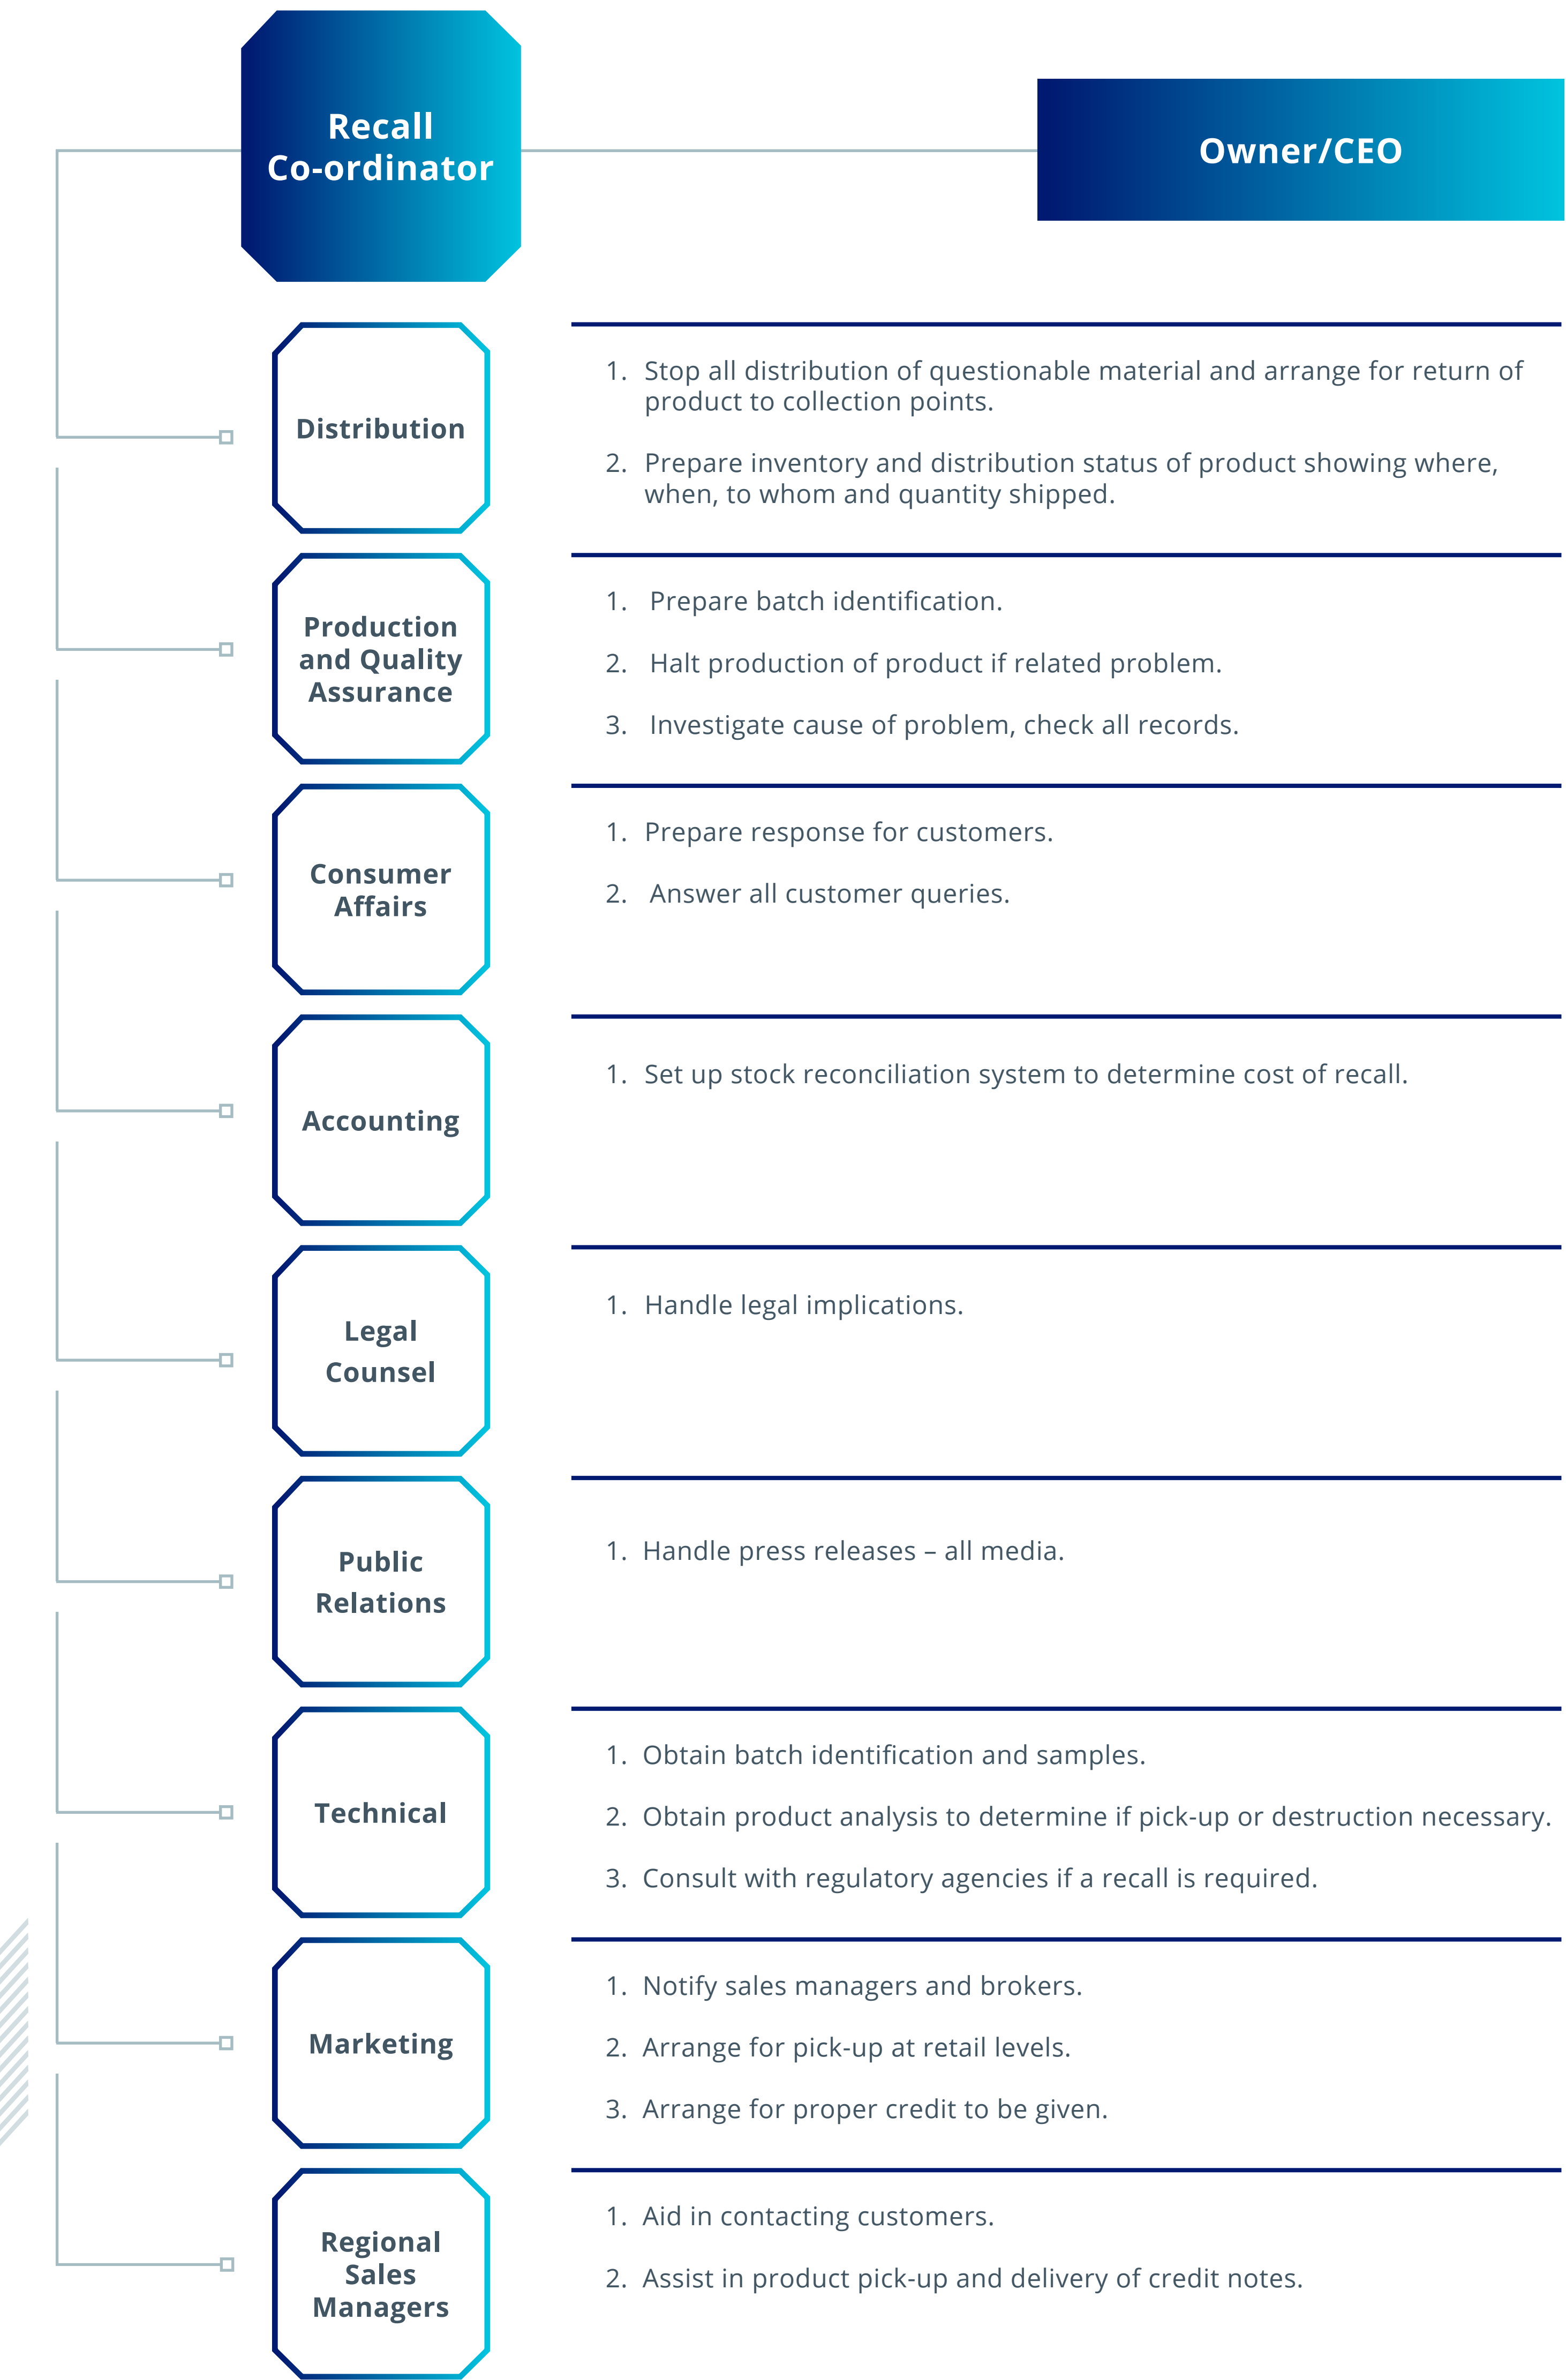 Recall
Co-ordinator
Owner/CEO
Distribution
1. Stop all distribution of questionable material and arrange for return of
product to collection points.
2. Prepare inventory and distribution status of product showing where,
when, to whom and quantity shipped.
Production
and Quality
Assurance
1. Prepare batch identification.
2. Halt production of product if related problem.
3. Investigate cause of problem, check all records.
Consumer
Affairs
1. Prepare response for customers.
2. Answer all customer queries.
Accounting
1. Set up stock reconciliation system to determine cost of recall.
Legal
Counsel
1. Handle legal implications.
Public
Relations
1. Handle press releases – all media.
Technical
1. Obtain batch identification and samples.
2. Obtain product analysis to determine if pick-up or destruction necessary.
3. Consult with regulatory agencies if a recall is required.
Marketing
1. Notify sales managers and brokers.
2. Arrange for pick-up at retail levels.
3. Arrange for proper credit to be given.
Regional
Sales
Managers
1. Aid in contacting customers.
2. Assist in product pick-up and delivery of credit notes.